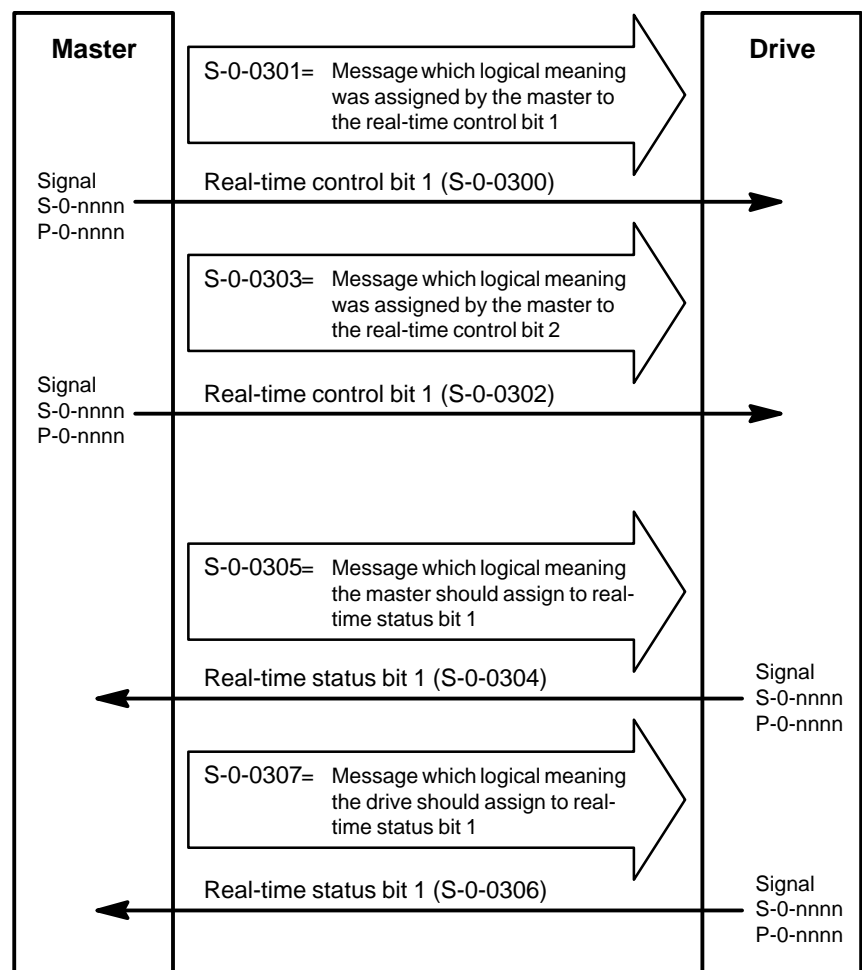 Master
Drive
S-0-0301= Message which logical meaning
was assigned by the master to
the real-time control bit 1
Signal
S-0-nnnn
P-0-nnnn
Real-time control bit 1 (S-0-0300)
S-0-0303= Message which logical meaning
was assigned by the master to
the real-time control bit 2
Signal
S-0-nnnn
P-0-nnnn
Real-time control bit 1 (S-0-0302)
S-0-0305= Message which logical meaning
the master should assign to real-
time status bit 1
Real-time status bit 1 (S-0-0304)
Signal
S-0-nnnn
P-0-nnnn
S-0-0307= Message which logical meaning
the drive should assign to real-
time status bit 1
Real-time status bit 1 (S-0-0306)
Signal
S-0-nnnn
P-0-nnnn